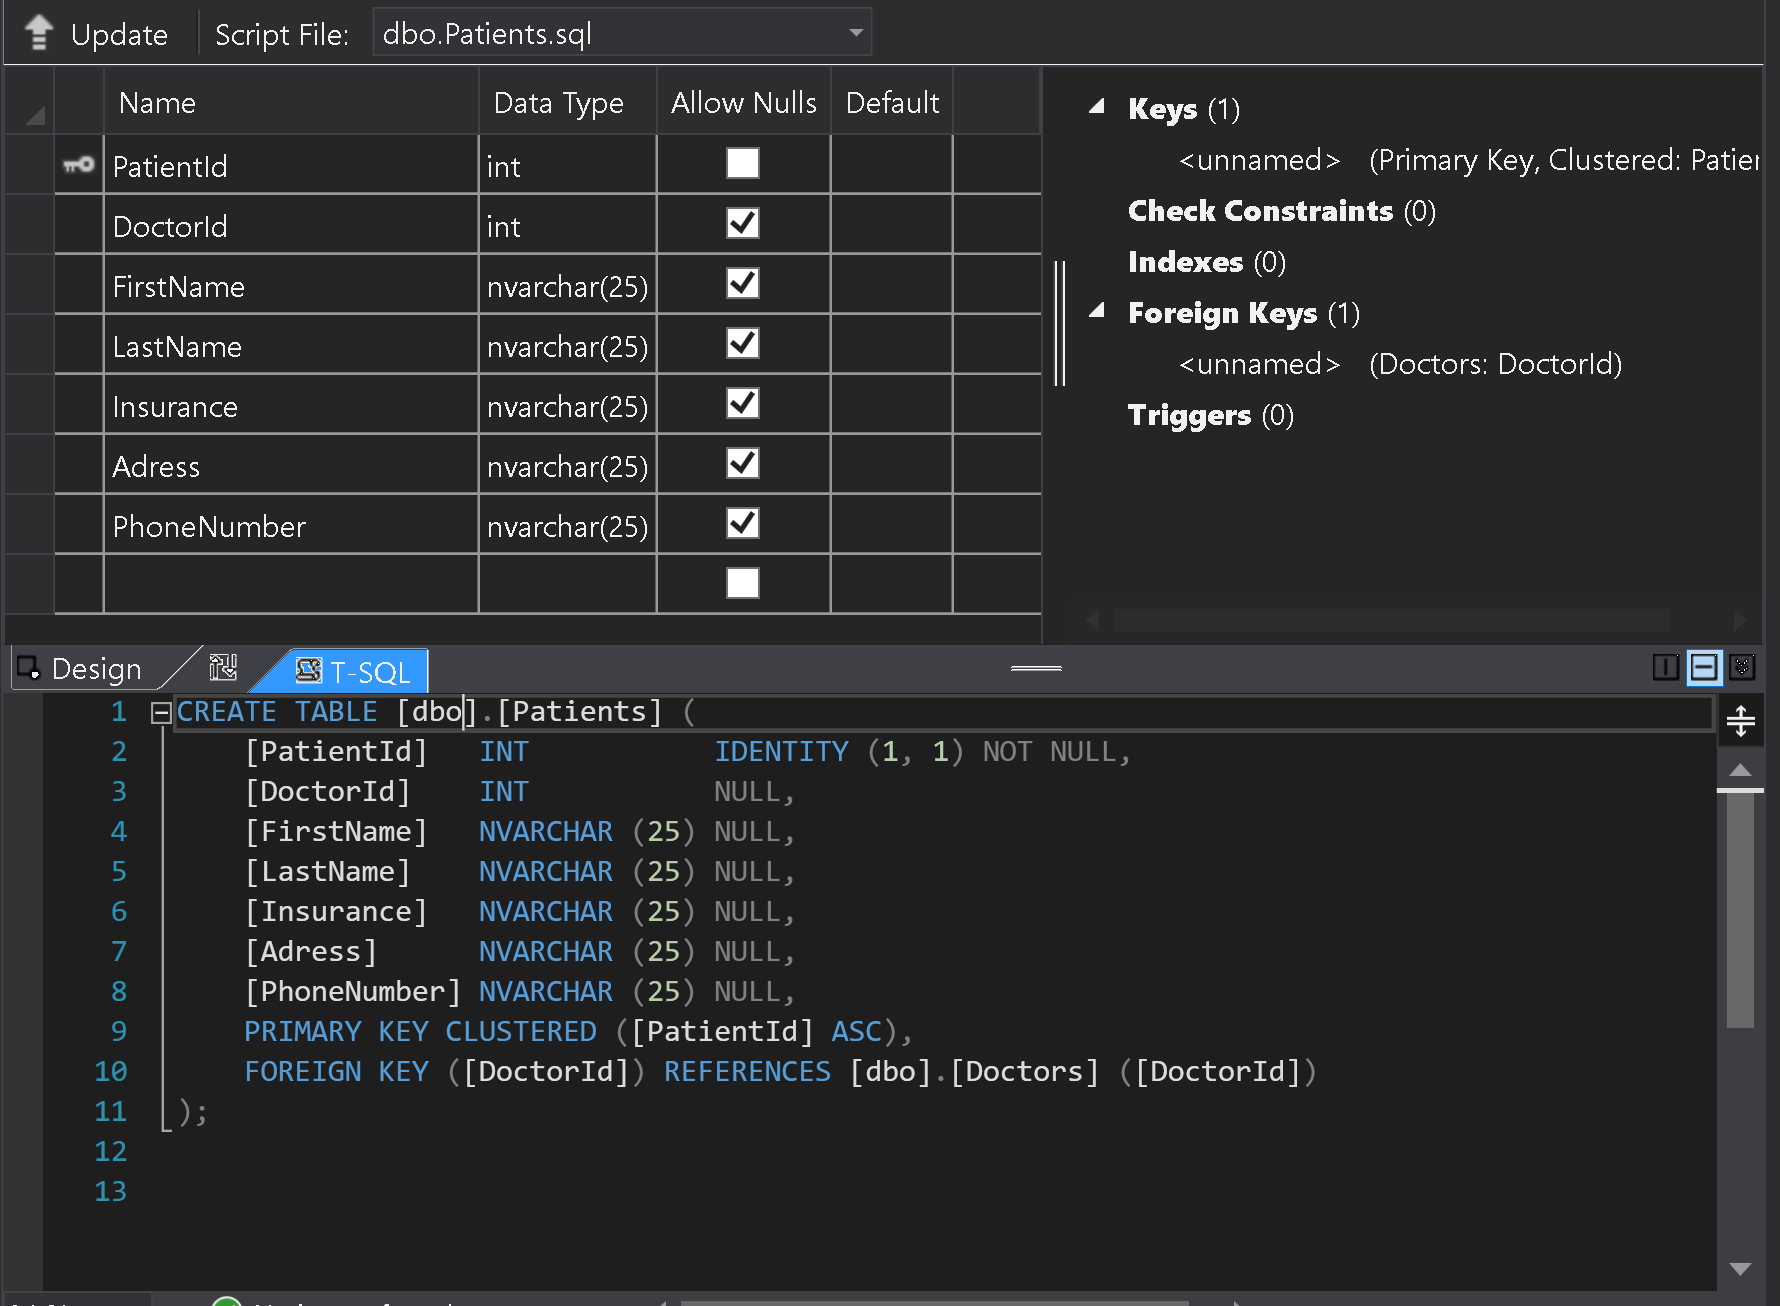 Update Script File: dbo.Patients.sql
Name Data Type Allow Nulls Default
PatientId int
DoctorId int
FirstName nvarchar(25)
LastName nvarchar(25)
Insurance nvarchar(25)
Adress nvarchar(25)
PhoneNumber nvarchar(25)
Keys (1)
<unnamed> (Primary Key, Clustered: Patie
Check Constraints (0)
Indexes (0)
Foreign Keys (1)
<unnamed> (Doctors: DoctorId)
Triggers (0)
Design T-SQL
1 CREATE TABLE [dbo].[Patients] (
2 [PatientId] INT IDENTITY (1, 1) NOT NULL,
3 [DoctorId] INT NULL,
4 [FirstName] NVARCHAR (25) NULL,
5 [LastName] NVARCHAR (25) NULL,
6 [Insurance] NVARCHAR (25) NULL,
7 [Adress] NVARCHAR (25) NULL,
8 [PhoneNumber] NVARCHAR (25) NULL,
9 PRIMARY KEY CLUSTERED ([PatientId] ASC),
10 FOREIGN KEY ([DoctorId]) REFERENCES [dbo].[Doctors] ([DoctorId])
11 );
12
13